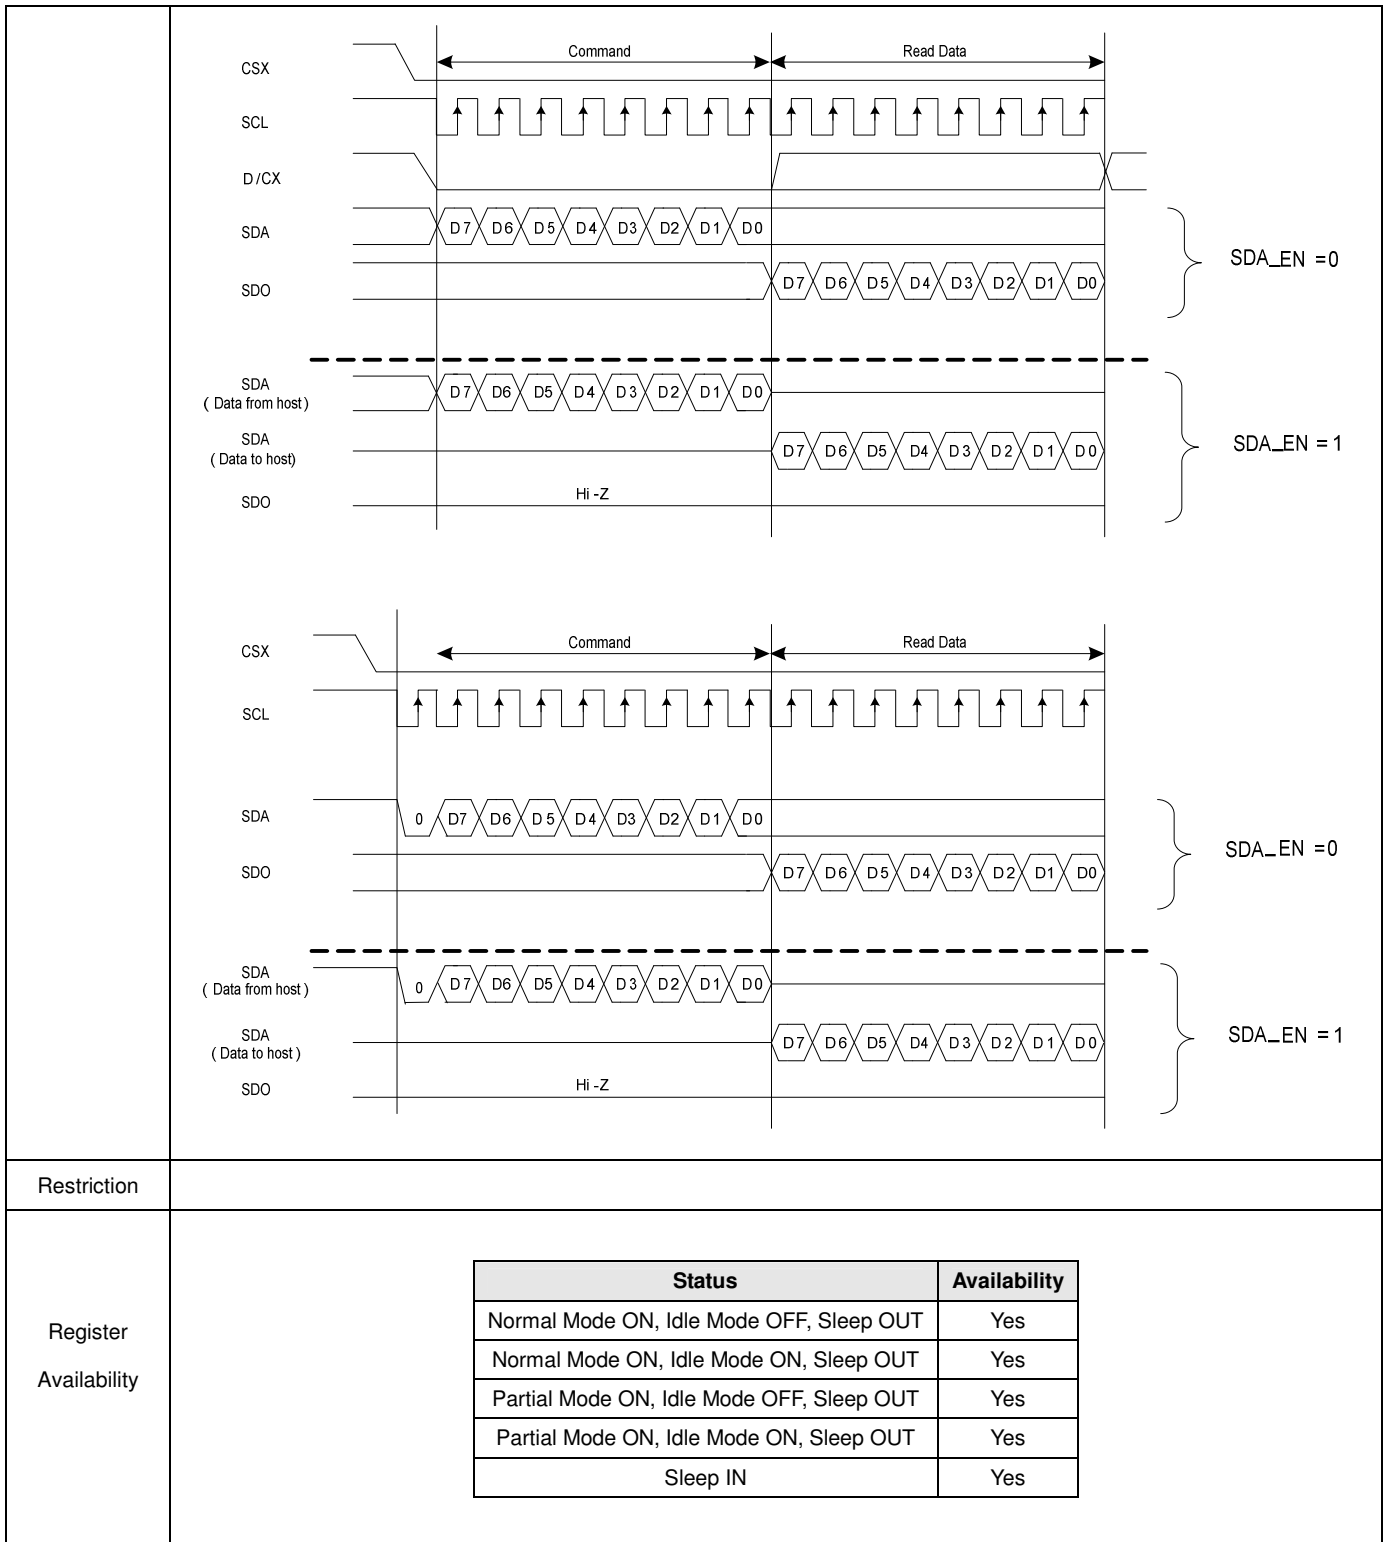 Command Read Data
CSX
SCL
D/CX
SDA D7 D6 D5 D4 D3 D2 D1 D0
SDO D7 D6 D5 D4 D3 D2 D1 D0
SDA_EN =0
SDA
( Data from host ) D7 D6 D5 D4 D3 D2 D1 D0
SDA
( Data to host) D7 D6 D5 D4 D3 D2 D1 D0
SDA_EN = 1
SDO Hi -Z
Command Read Data
CSX
SCL
SDA 0 D7 D6 D5 D4 D3 D2 D1 D0
SDO D7 D6 D5 D4 D3 D2 D1 D0
SDA_EN =0
SDA
( Data from host ) 0 D7 D6 D5 D4 D3 D2 D1 D0
SDA
( Data to host ) D7 D6 D5 D4 D3 D2 D1 D0
SDA_EN = 1
SDO Hi -Z
Restriction
Register
Availability
Status Availability
Normal Mode ON, Idle Mode OFF, Sleep OUT Yes
Normal Mode ON, Idle Mode ON, Sleep OUT Yes
Partial Mode ON, Idle Mode OFF, Sleep OUT Yes
Partial Mode ON, Idle Mode ON, Sleep OUT Yes
Sleep IN Yes